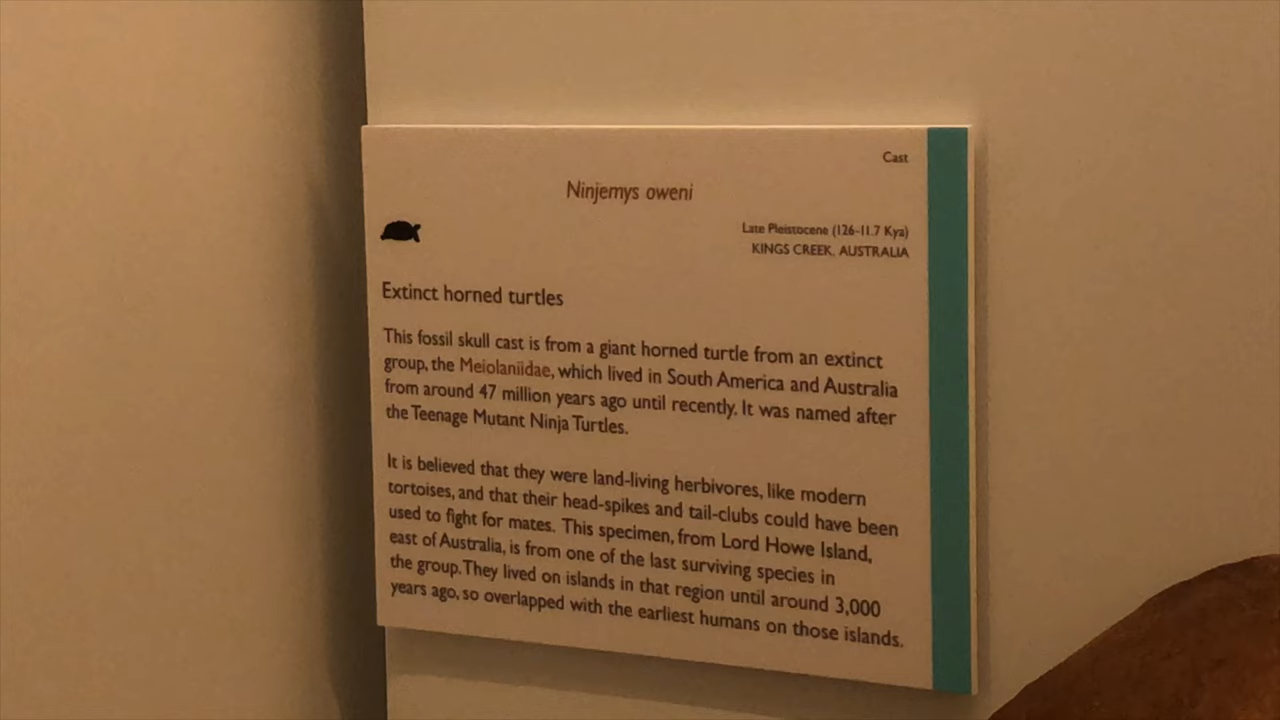 Cast
Ninjemys oweni
Late Pleistocene (126-11.7 Kya)
KINGS CREEK, AUSTRALIA
Extinct horned turtles
This fossil skull cast is from a giant horned turtle from an extinct
group, the Meiolaniidae, which lived in South America and Australia
from around 47 million years ago until recently. It was named after
the Teenage Mutant Ninja Turtles.
It is believed that they were land-living herbivores, like modern
tortoises, and that their head-spikes and tail-clubs could have been
used to fight for mates. This specimen, from Lord Howe Island,
east of Australia, is from one of the last surviving species in
the group. They lived on islands in that region until around 3,000
years ago, so overlapped with the earliest humans on those islands.